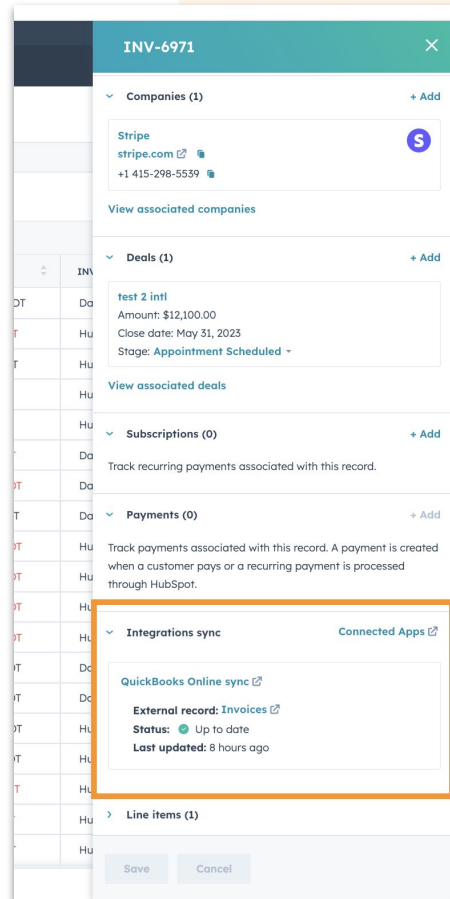 INV-6971
Companies (1)
+ Add
Stripe
stripe.com
+1 415-298-5539
S
View associated companies
Deals (1)
+ Add
test 2 intl
Amount: $12,100.00
Close date: May 31, 2023
Stage: Appointment Scheduled
View associated deals
Subscriptions (0)
+ Add
Track recurring payments associated with this record.
Payments (0)
+ Add
Track payments associated with this record. A payment is created
when a customer pays or a recurring payment is processed
through HubSpot.
Integrations sync
Connected Apps
QuickBooks Online sync
External record: Invoices
Status: Up to date
Last updated: 8 hours ago
Line items (1)
Save
Cancel